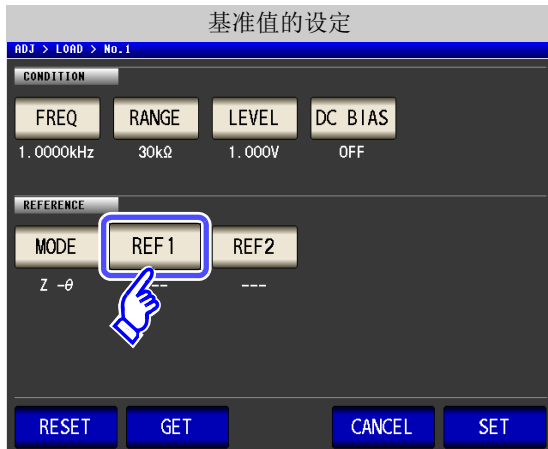 基准值的设定
ADJ > LOAD > No.1
CONDITION
FREQ RANGE LEVEL DC BIAS
1.0000kHz 30kΩ 1.000V OFF
REFERENCE
MODE REF1 REF2
Z -θ --- ---
RESET GET CANCEL SET